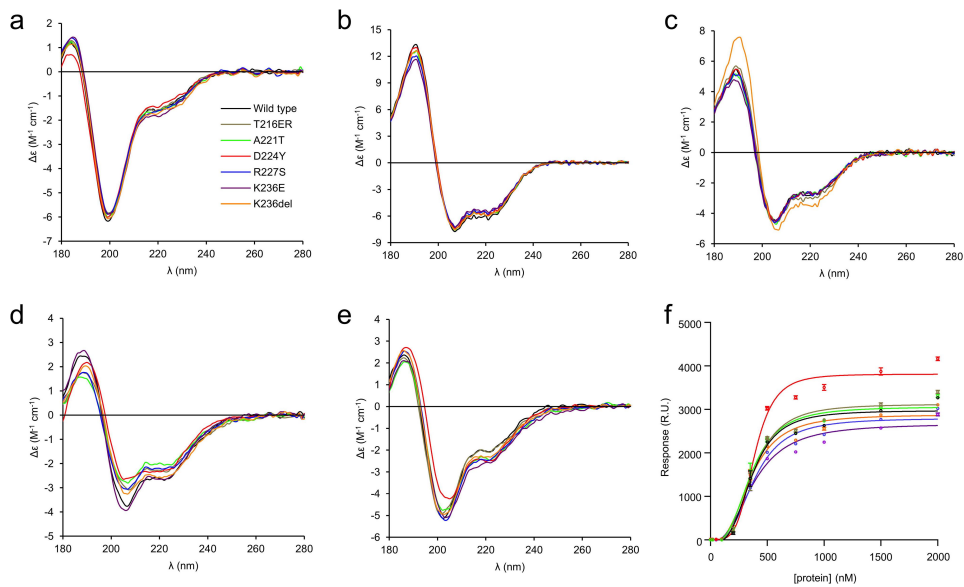 a
2
1
0
-1
-2
-3
-4
-5
-6
-7
Δε (M⁻¹ cm⁻¹)
180 200 220 240 260 280
λ (nm)
Wild type
T216ER
A221T
D224Y
R227S
K236E
K236del
b
15
12
9
6
3
0
-3
-6
-9
Δε (M⁻¹ cm⁻¹)
180 200 220 240 260 280
λ (nm)
c
8
6
4
2
0
-2
-4
-6
Δε (M⁻¹ cm⁻¹)
180 200 220 240 260 280
λ (nm)
d
4
3
2
1
0
-1
-2
-3
-4
-5
Δε (M⁻¹ cm⁻¹)
180 200 220 240 260 280
λ (nm)
e
4
3
2
1
0
-1
-2
-3
-4
-5
-6
Δε (M⁻¹ cm⁻¹)
180 200 220 240 260 280
λ (nm)
f
5000
4000
3000
2000
1000
0
Response (R.U.)
0 500 1000 1500 2000
[protein] (nM)